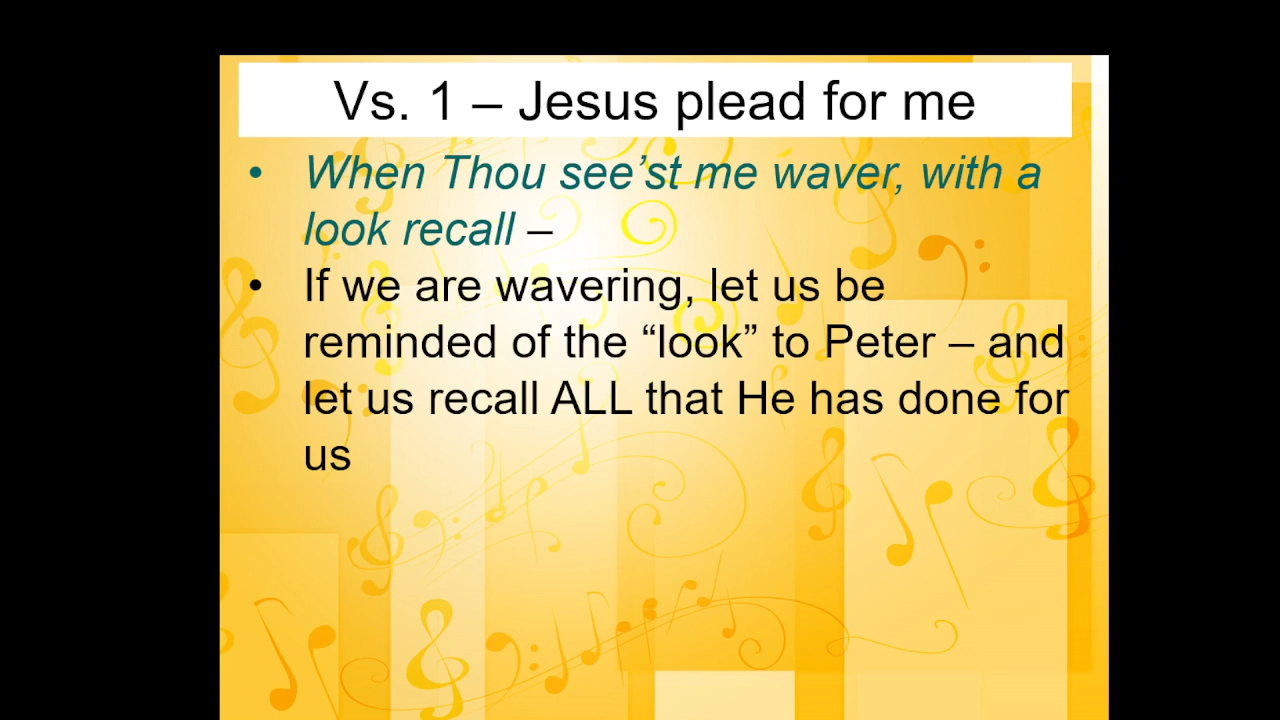 Vs. 1 – Jesus plead for me
• When Thou see’st me waver, with a
look recall –
• If we are wavering, let us be
reminded of the “look” to Peter – and
let us recall ALL that He has done for
us